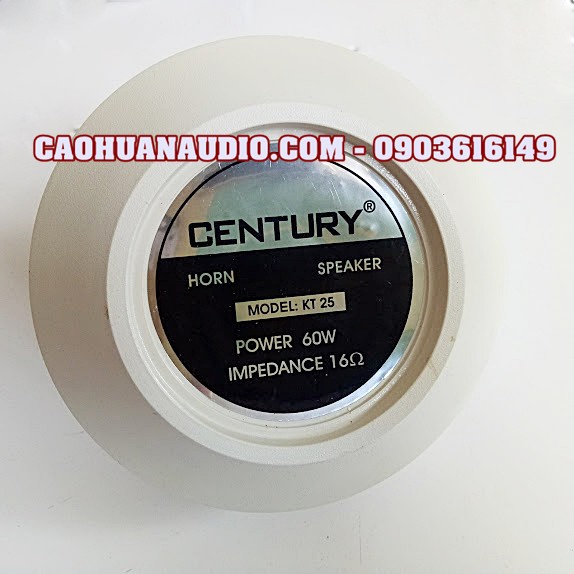 CAOHUANAUDIO.COM - 0903616149
CENTURY®
HORN SPEAKER
MODEL: KT 25
POWER 60W
IMPEDANCE 16Ω